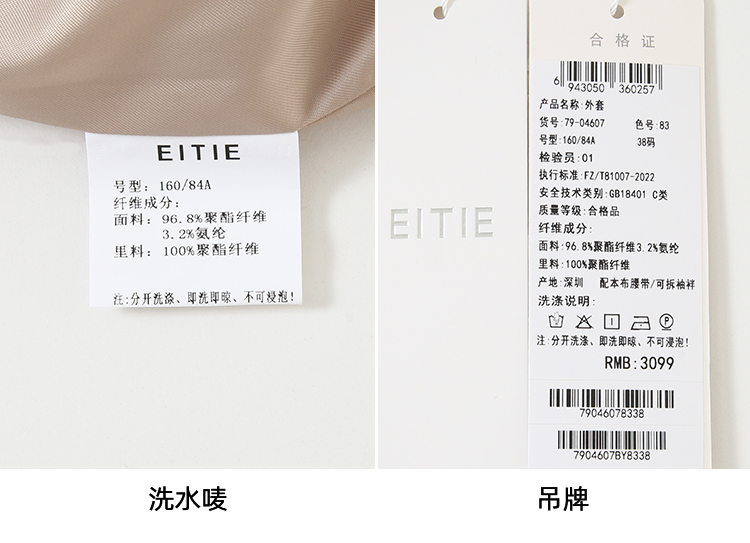 EITIE
号型: 160/84A
纤维成分:
面料: 96.8%聚酯纤维
3.2%氨纶
里料: 100%聚酯纤维
注:分开洗涤、即洗即晾、不可浸泡!
洗水唛
EITIE
合格证
6 943050 360257
产品名称:外套
货号:79-04607 色号:83
号型:160/84A 38码
检验员:01
执行标准:FZ/T81007-2022
安全技术类别:GB18401 C类
质量等级:合格品
纤维成分:
面料:96.8%聚酯纤维3.2%氨纶
里料:100%聚酯纤维
产地:深圳 配本布腰带/可拆袖袢
洗涤说明:
注:分开洗涤、即洗即晾、不可浸泡!
RMB:3099
79046078338
7904607BY8338
吊牌